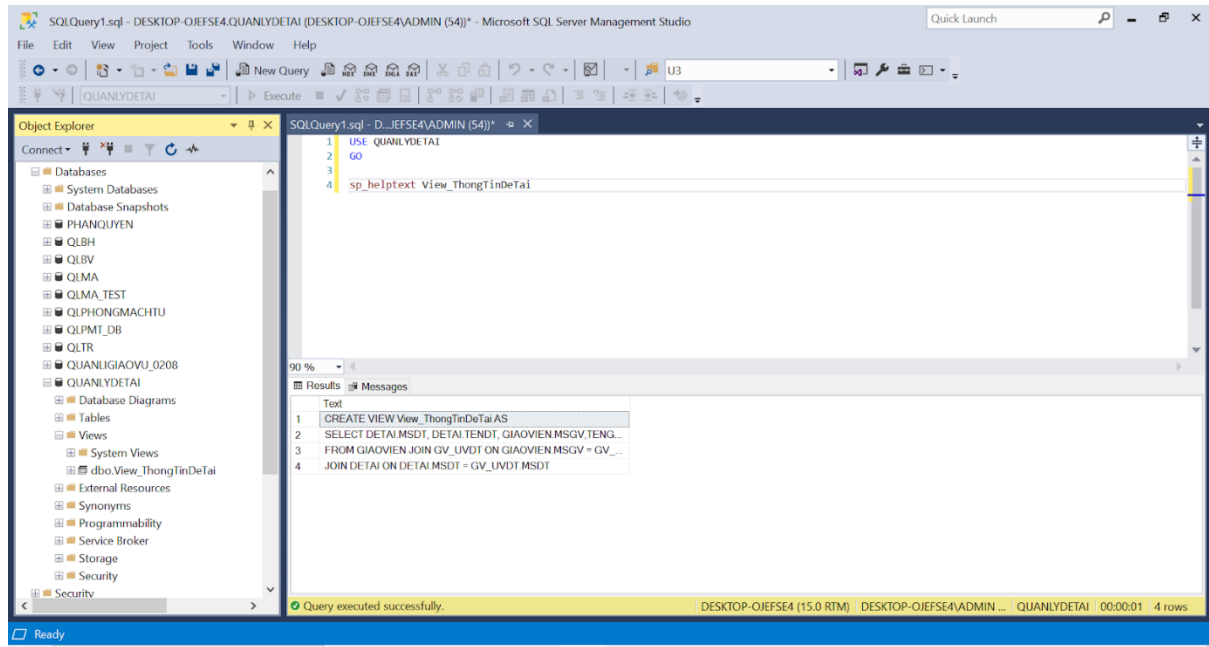 SQLQuery1.sql - DESKTOP-OJEFSE4.QUANLYDETAI (DESKTOP-OJEFSE4\ADMIN (54))* - Microsoft SQL Server Management Studio
Quick Launch
File Edit View Project Tools Window Help
New Query MDX DMX XMLA DAX U3
QUANLYDETAI Execute
Object Explorer
SQLQuery1.sql - D...JEFSE4\ADMIN (54))*
Connect
Databases
System Databases
Database Snapshots
PHANQUYEN
QLBH
QLBV
QLMA
QLMA_TEST
QLPHONGMACHTU
QLPMT_DB
QLTR
QUANLIGIAOVU_0208
QUANLYDETAI
Database Diagrams
Tables
Views
System Views
dbo.View_ThongTinDeTai
External Resources
Synonyms
Programmability
Service Broker
Storage
Security
Security
1 USE QUANLYDETAI
2 GO
3
4 sp_helptext View_ThongTinDeTai
90 %
Results Messages
Text
1 CREATE VIEW View_ThongTinDeTai AS
2 SELECT DETAI.MSDT, DETAI.TENDT, GIAOVIEN.MSGV,TENG...
3 FROM GIAOVIEN JOIN GV_UVDT ON GIAOVIEN.MSGV = GV_...
4 JOIN DETAI ON DETAI.MSDT = GV_UVDT.MSDT
Query executed successfully. DESKTOP-OJEFSE4 (15.0 RTM) DESKTOP-OJEFSE4\ADMIN ... QUANLYDETAI 00:00:01 4 rows
Ready